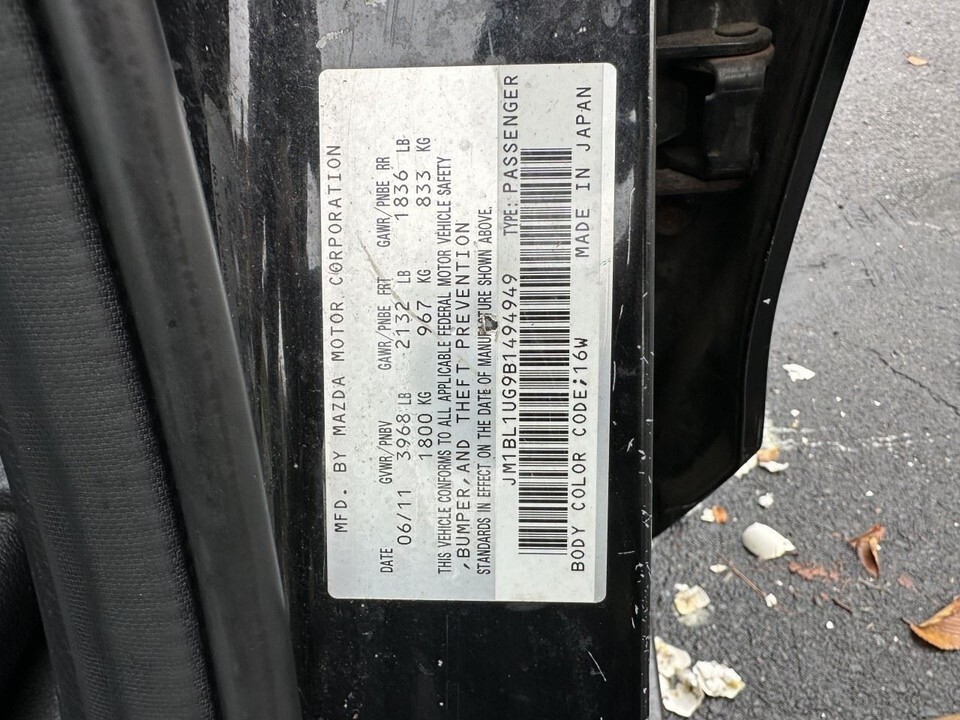 MFD. BY MAZDA MOTOR CORPORATION
DATE GVWR/PNBV GAWR/PNBE FRT GAWR/PNBE RR
06/11 3968 LB 2132 LB 1836 LB
1800 KG 967 KG 833 KG
THIS VEHICLE CONFORMS TO ALL APPLICABLE FEDERAL MOTOR VEHICLE SAFETY
,BUMPER,AND THEFT PREVENTION
STANDARDS IN EFFECT ON THE DATE OF MANUFACTURE SHOWN ABOVE.
JM1BL1UG9B1494949 TYPE: PASSENGER
BODY COLOR CODE;16W MADE IN JAPAN